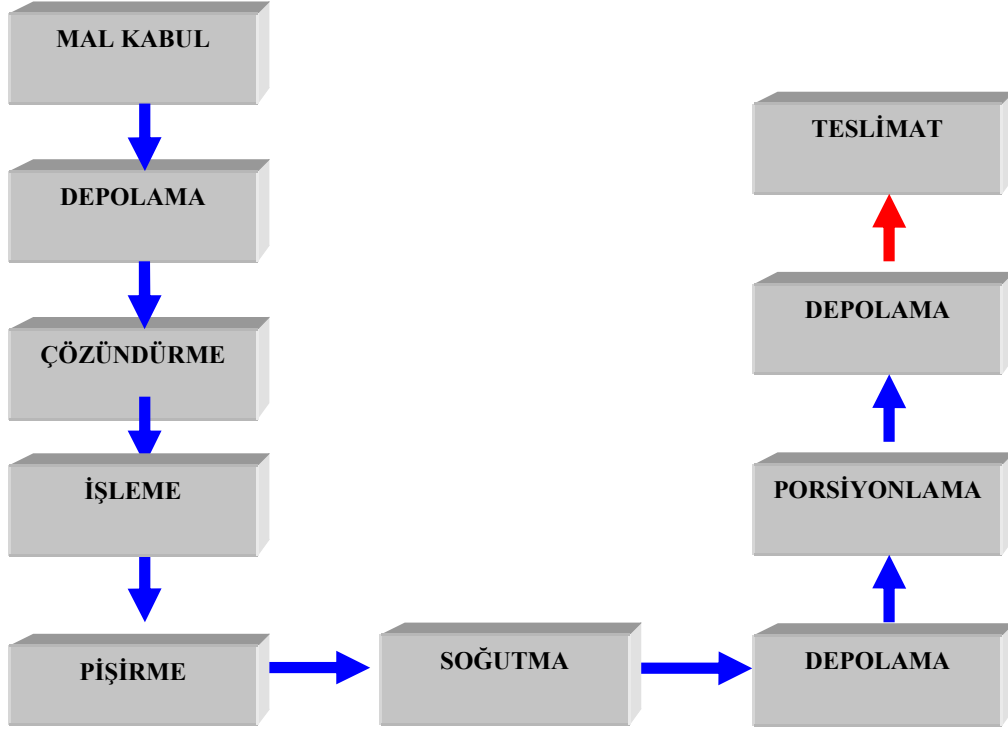 MAL KABUL
DEPOLAMA
ÇÖZÜNDÜRME
İŞLEME
PİŞİRME
SOĞUTMA
DEPOLAMA
PORSİYONLAMA
DEPOLAMA
TESLİMAT